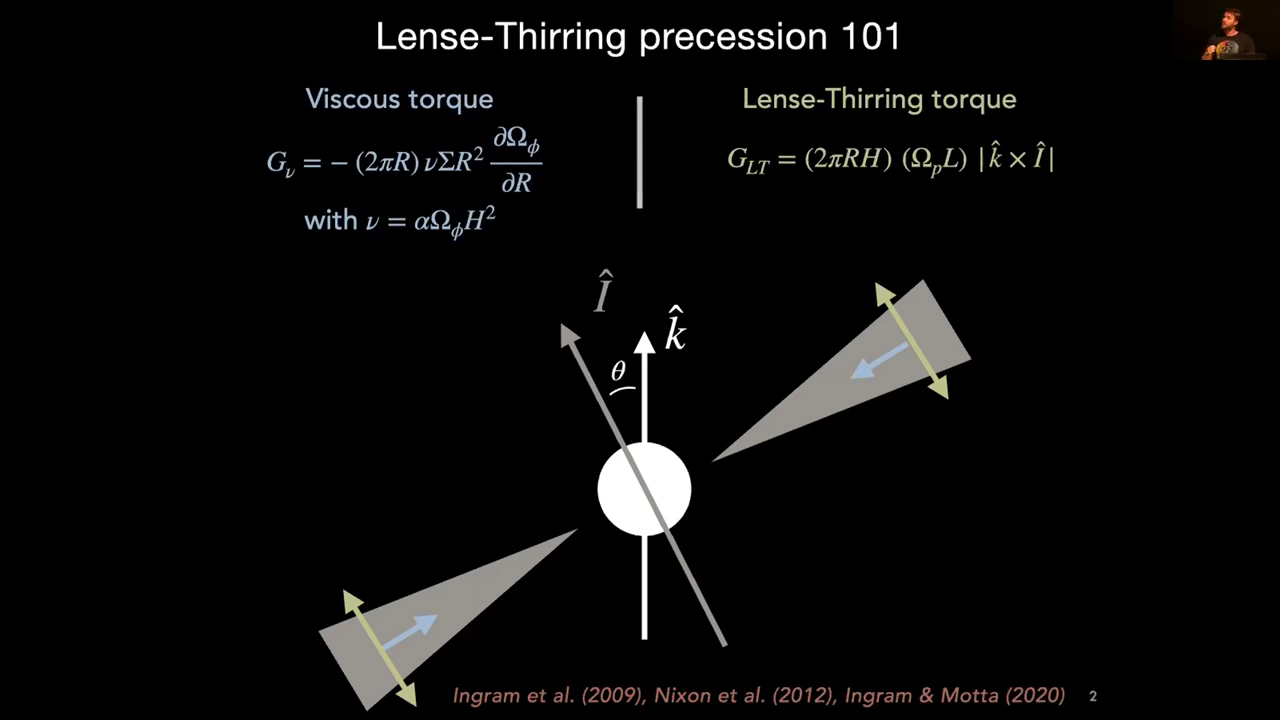 Lense-Thirring precession 101
Viscous torque
G_ν = − (2πR) νΣR² ∂Ω_ϕ/∂R
with ν = αΩ_ϕH²
Lense-Thirring torque
G_LT = (2πRH) (Ω_pL) |k̂ × Î|
Î
k̂
θ
Ingram et al. (2009), Nixon et al. (2012), Ingram & Motta (2020)
2